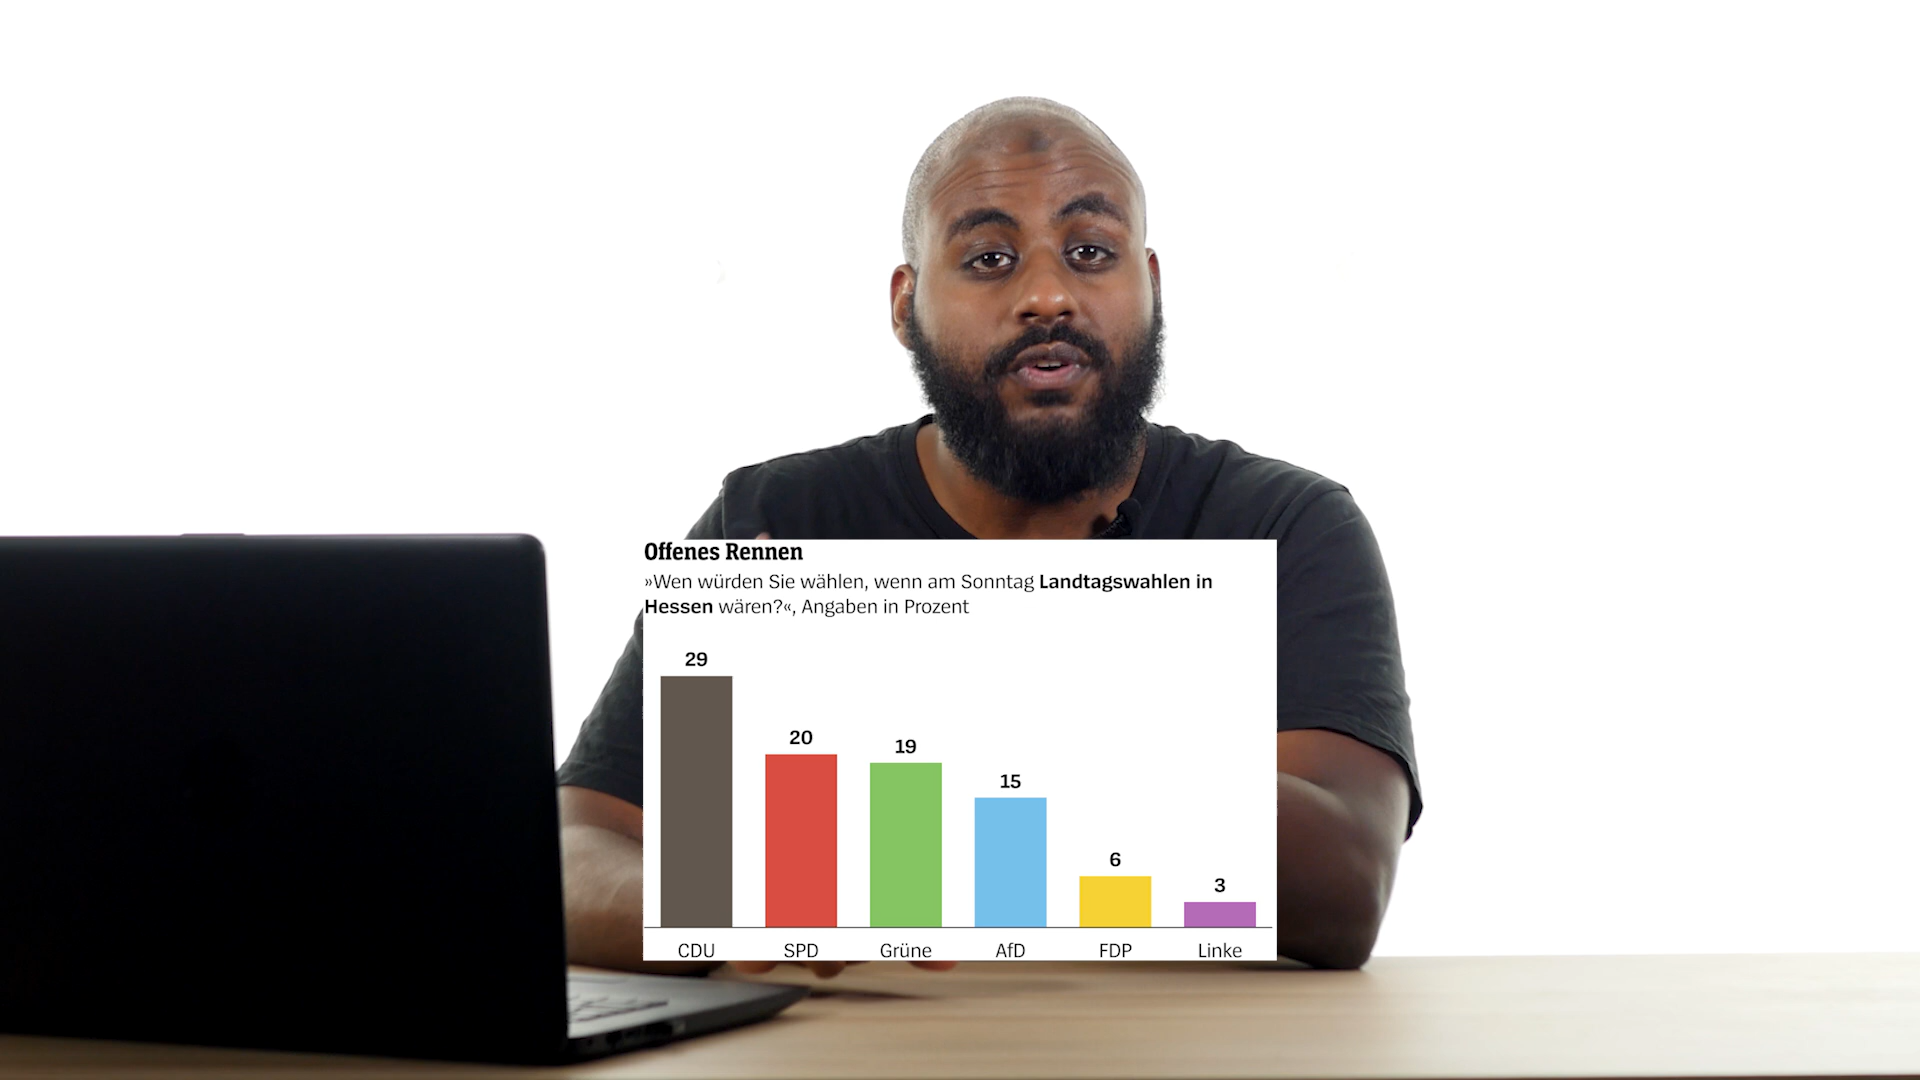 Offenes Rennen
»Wen würden Sie wählen, wenn am Sonntag Landtagswahlen in
Hessen wären?«, Angaben in Prozent
29
20
19
15
6
3
CDU SPD Grüne AfD FDP Linke